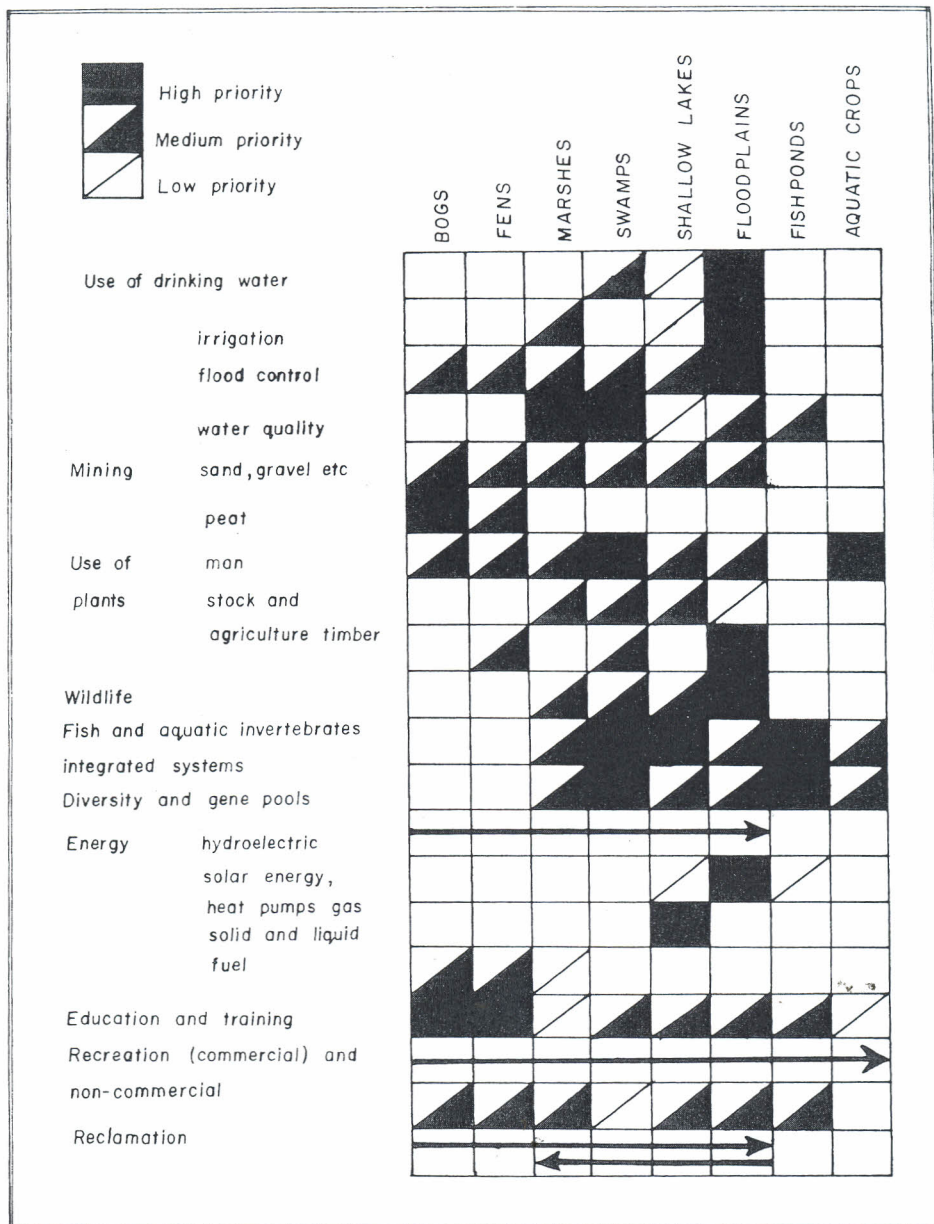 High priority
Medium priority
Low priority
BOGS
FENS
MARSHES
SWAMPS
SHALLOW LAKES
FLOODPLAINS
FISHPONDS
AQUATIC CROPS
Use of drinking water
irrigation
flood control
water quality
Mining sand, gravel etc
peat
Use of man
plants stock and
agriculture timber
Wildlife
Fish and aquatic invertebrates
integrated systems
Diversity and gene pools
Energy hydroelectric
solar energy,
heat pumps gas
solid and liquid
fuel
Education and training
Recreation (commercial) and
non-commercial
Reclamation